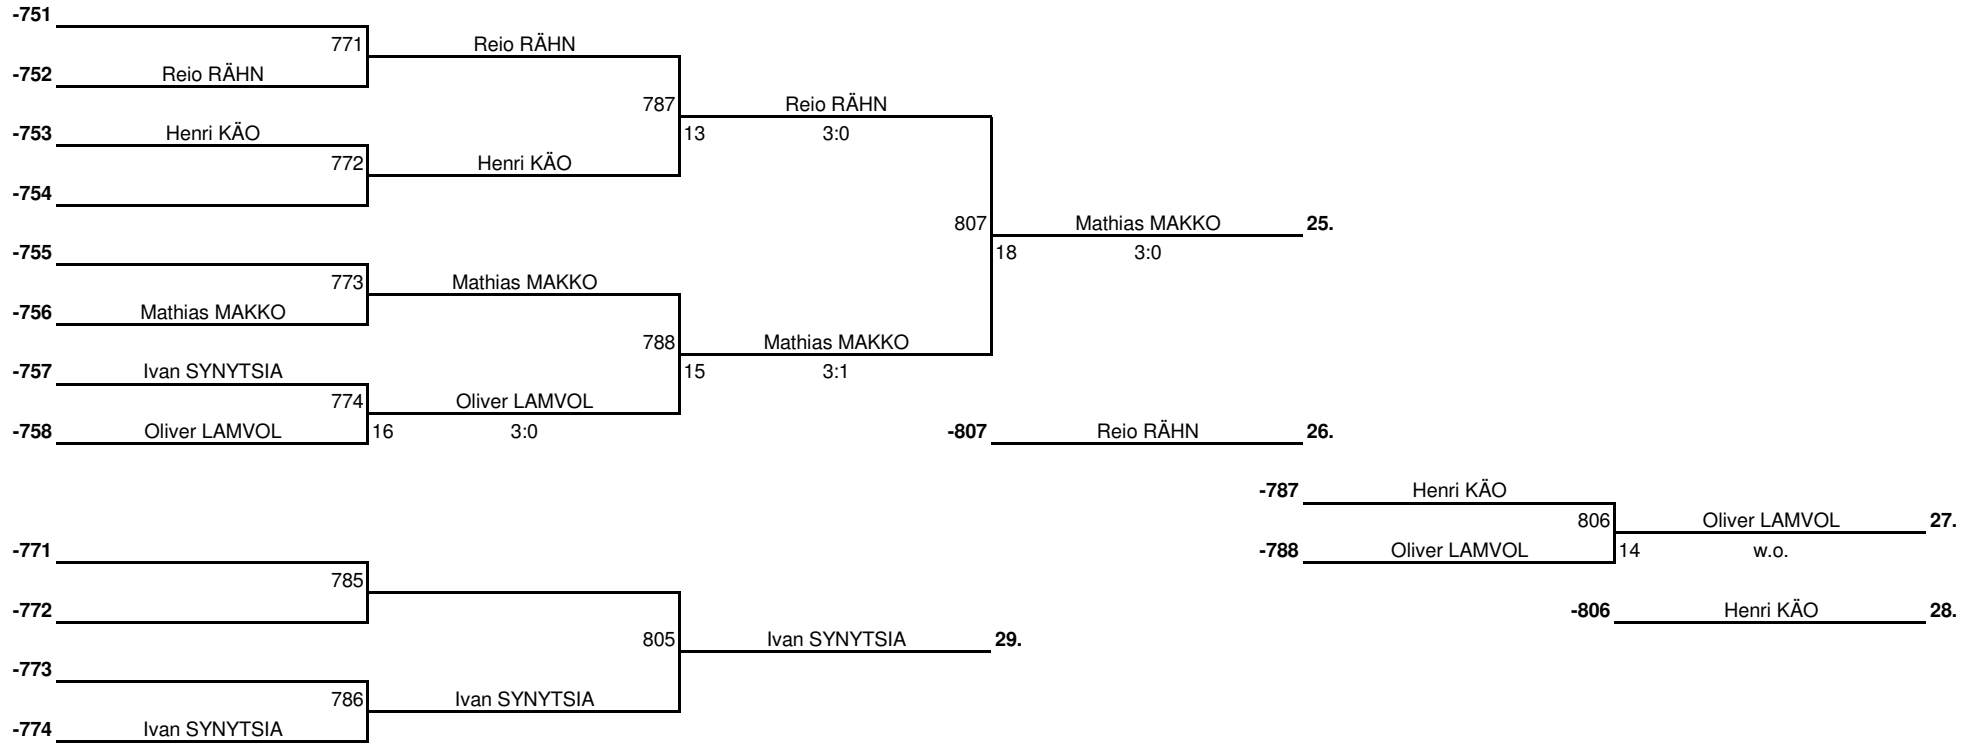 -751
771 Reio RÄHN
-752 Reio RÄHN
787 Reio RÄHN
-753 Henri KÄO 13 3:0
772 Henri KÄO
-754
807 Mathias MAKKO 25.
-755 18 3:0
773 Mathias MAKKO
-756 Mathias MAKKO
788 Mathias MAKKO
-757 Ivan SYNYTSIA 15 3:1
774 Oliver LAMVOL
-758 Oliver LAMVOL 16 3:0 -807 Reio RÄHN 26.
-787 Henri KÄO
806 Oliver LAMVOL 27.
-771 -788 Oliver LAMVOL 14 w.o.
785
-772 -806 Henri KÄO 28.
805 Ivan SYNYTSIA 29.
-773
786 Ivan SYNYTSIA
-774 Ivan SYNYTSIA